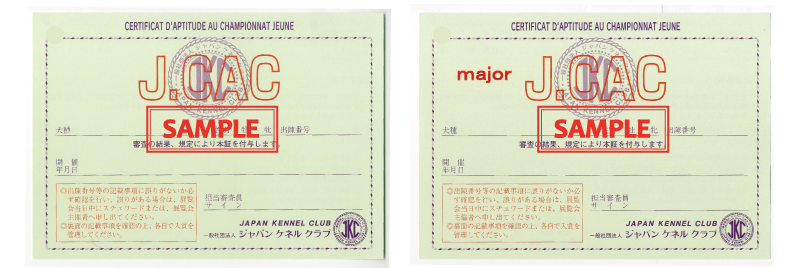 CERTIFICAT D'APTITUDE AU CHAMPIONNAT JEUNE
J.CAC
SAMPLE
犬種
牝 出陳番号
審査の結果、規定により本証を付与します。
開催
年月日
◎出陳番号等の記載事項に誤りがないか必
ず確認を行い、誤りがある場合は、展覧
会当日中にスチュワードまたは、展覧会
主催者へ申し出てください。
◎裏面の記載事項を確認の上、各自で大切に
管理してください。
担当審査員
サイン
JAPAN KENNEL CLUB
一般社団法人 ジャパン ケネル クラブ
JKC
CERTIFICAT D'APTITUDE AU CHAMPIONNAT JEUNE
major J.CAC
SAMPLE
犬種
牝 出陳番号
審査の結果、規定により本証を付与します。
開催
年月日
◎出陳番号等の記載事項に誤りがないか必
ず確認を行い、誤りがある場合は、展覧
会当日中にスチュワードまたは、展覧会
主催者へ申し出てください。
◎裏面の記載事項を確認の上、各自で大切に
管理してください。
担当審査員
サイン
JAPAN KENNEL CLUB
一般社団法人 ジャパン ケネル クラブ
JKC